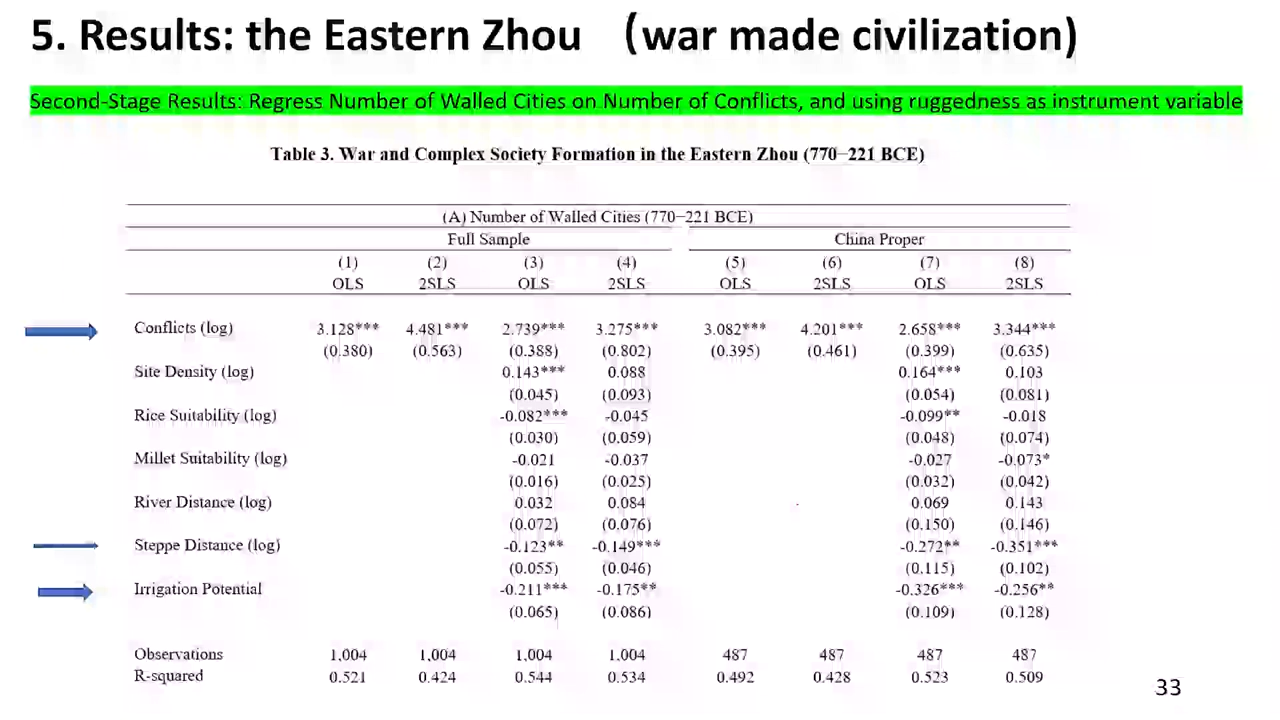 5. Results: the Eastern Zhou （war made civilization)
Second-Stage Results: Regress Number of Walled Cities on Number of Conflicts, and using ruggedness as instrument variable
Table 3. War and Complex Society Formation in the Eastern Zhou (770–221 BCE)
(A) Number of Walled Cities (770–221 BCE)
Full Sample China Proper
(1) (2) (3) (4) (5) (6) (7) (8)
OLS 2SLS OLS 2SLS OLS 2SLS OLS 2SLS
Conflicts (log) 3.128*** 4.481*** 2.739*** 3.275*** 3.082*** 4.201*** 2.658*** 3.344***
(0.380) (0.563) (0.388) (0.802) (0.395) (0.461) (0.399) (0.635)
Site Density (log) 0.143*** 0.088 0.164*** 0.103
(0.045) (0.093) (0.054) (0.081)
Rice Suitability (log) -0.082*** -0.045 -0.099** -0.018
(0.030) (0.059) (0.048) (0.074)
Millet Suitability (log) -0.021 -0.037 -0.027 -0.073*
(0.016) (0.025) (0.032) (0.042)
River Distance (log) 0.032 0.084 0.069 0.143
(0.072) (0.076) (0.150) (0.146)
Steppe Distance (log) -0.123** -0.149*** -0.272** -0.351***
(0.055) (0.046) (0.115) (0.102)
Irrigation Potential -0.211*** -0.175** -0.326*** -0.256**
(0.065) (0.086) (0.109) (0.128)
Observations 1,004 1,004 1,004 1,004 487 487 487 487
R-squared 0.521 0.424 0.544 0.534 0.492 0.428 0.523 0.509
33